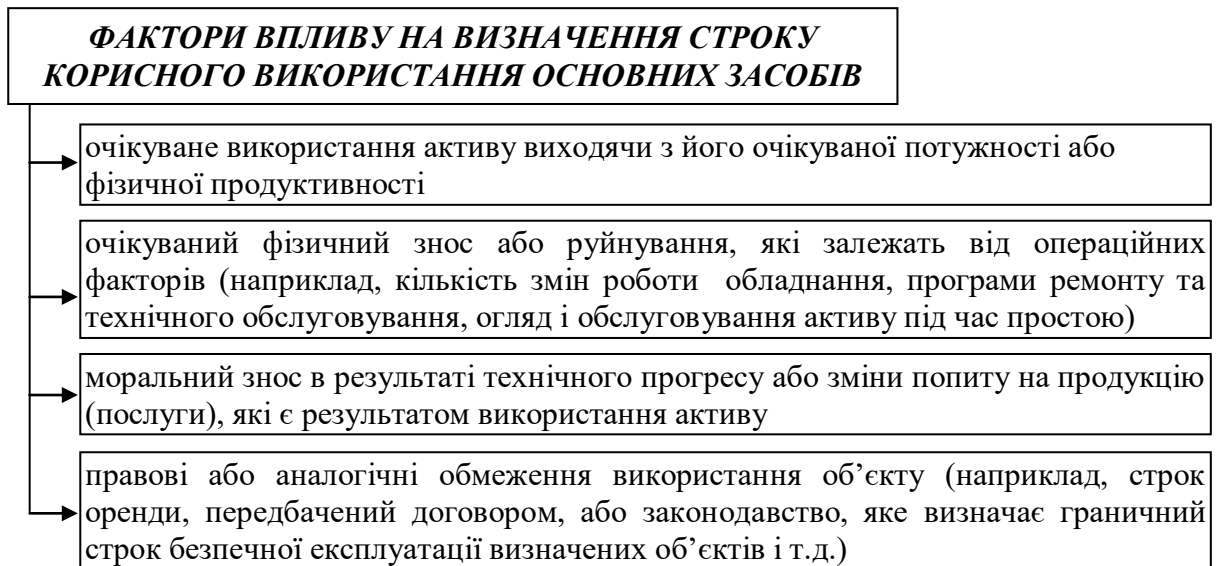 ФАКТОРИ ВПЛИВУ НА ВИЗНАЧЕННЯ СТРОКУ
КОРИСНОГО ВИКОРИСТАННЯ ОСНОВНИХ ЗАСОБІВ
очікуване використання активу виходячи з його очікуваної потужності або
фізичної продуктивності
очікуваний фізичний знос або руйнування, які залежать від операційних
факторів (наприклад, кількість змін роботи обладнання, програми ремонту та
технічного обслуговування, огляд і обслуговування активу під час простою)
моральний знос в результаті технічного прогресу або зміни попиту на продукцію
(послуги), які є результатом використання активу
правові або аналогічні обмеження використання об’єкту (наприклад, строк
оренди, передбачений договором, або законодавство, яке визначає граничний
строк безпечної експлуатації визначених об’єктів і т.д.)